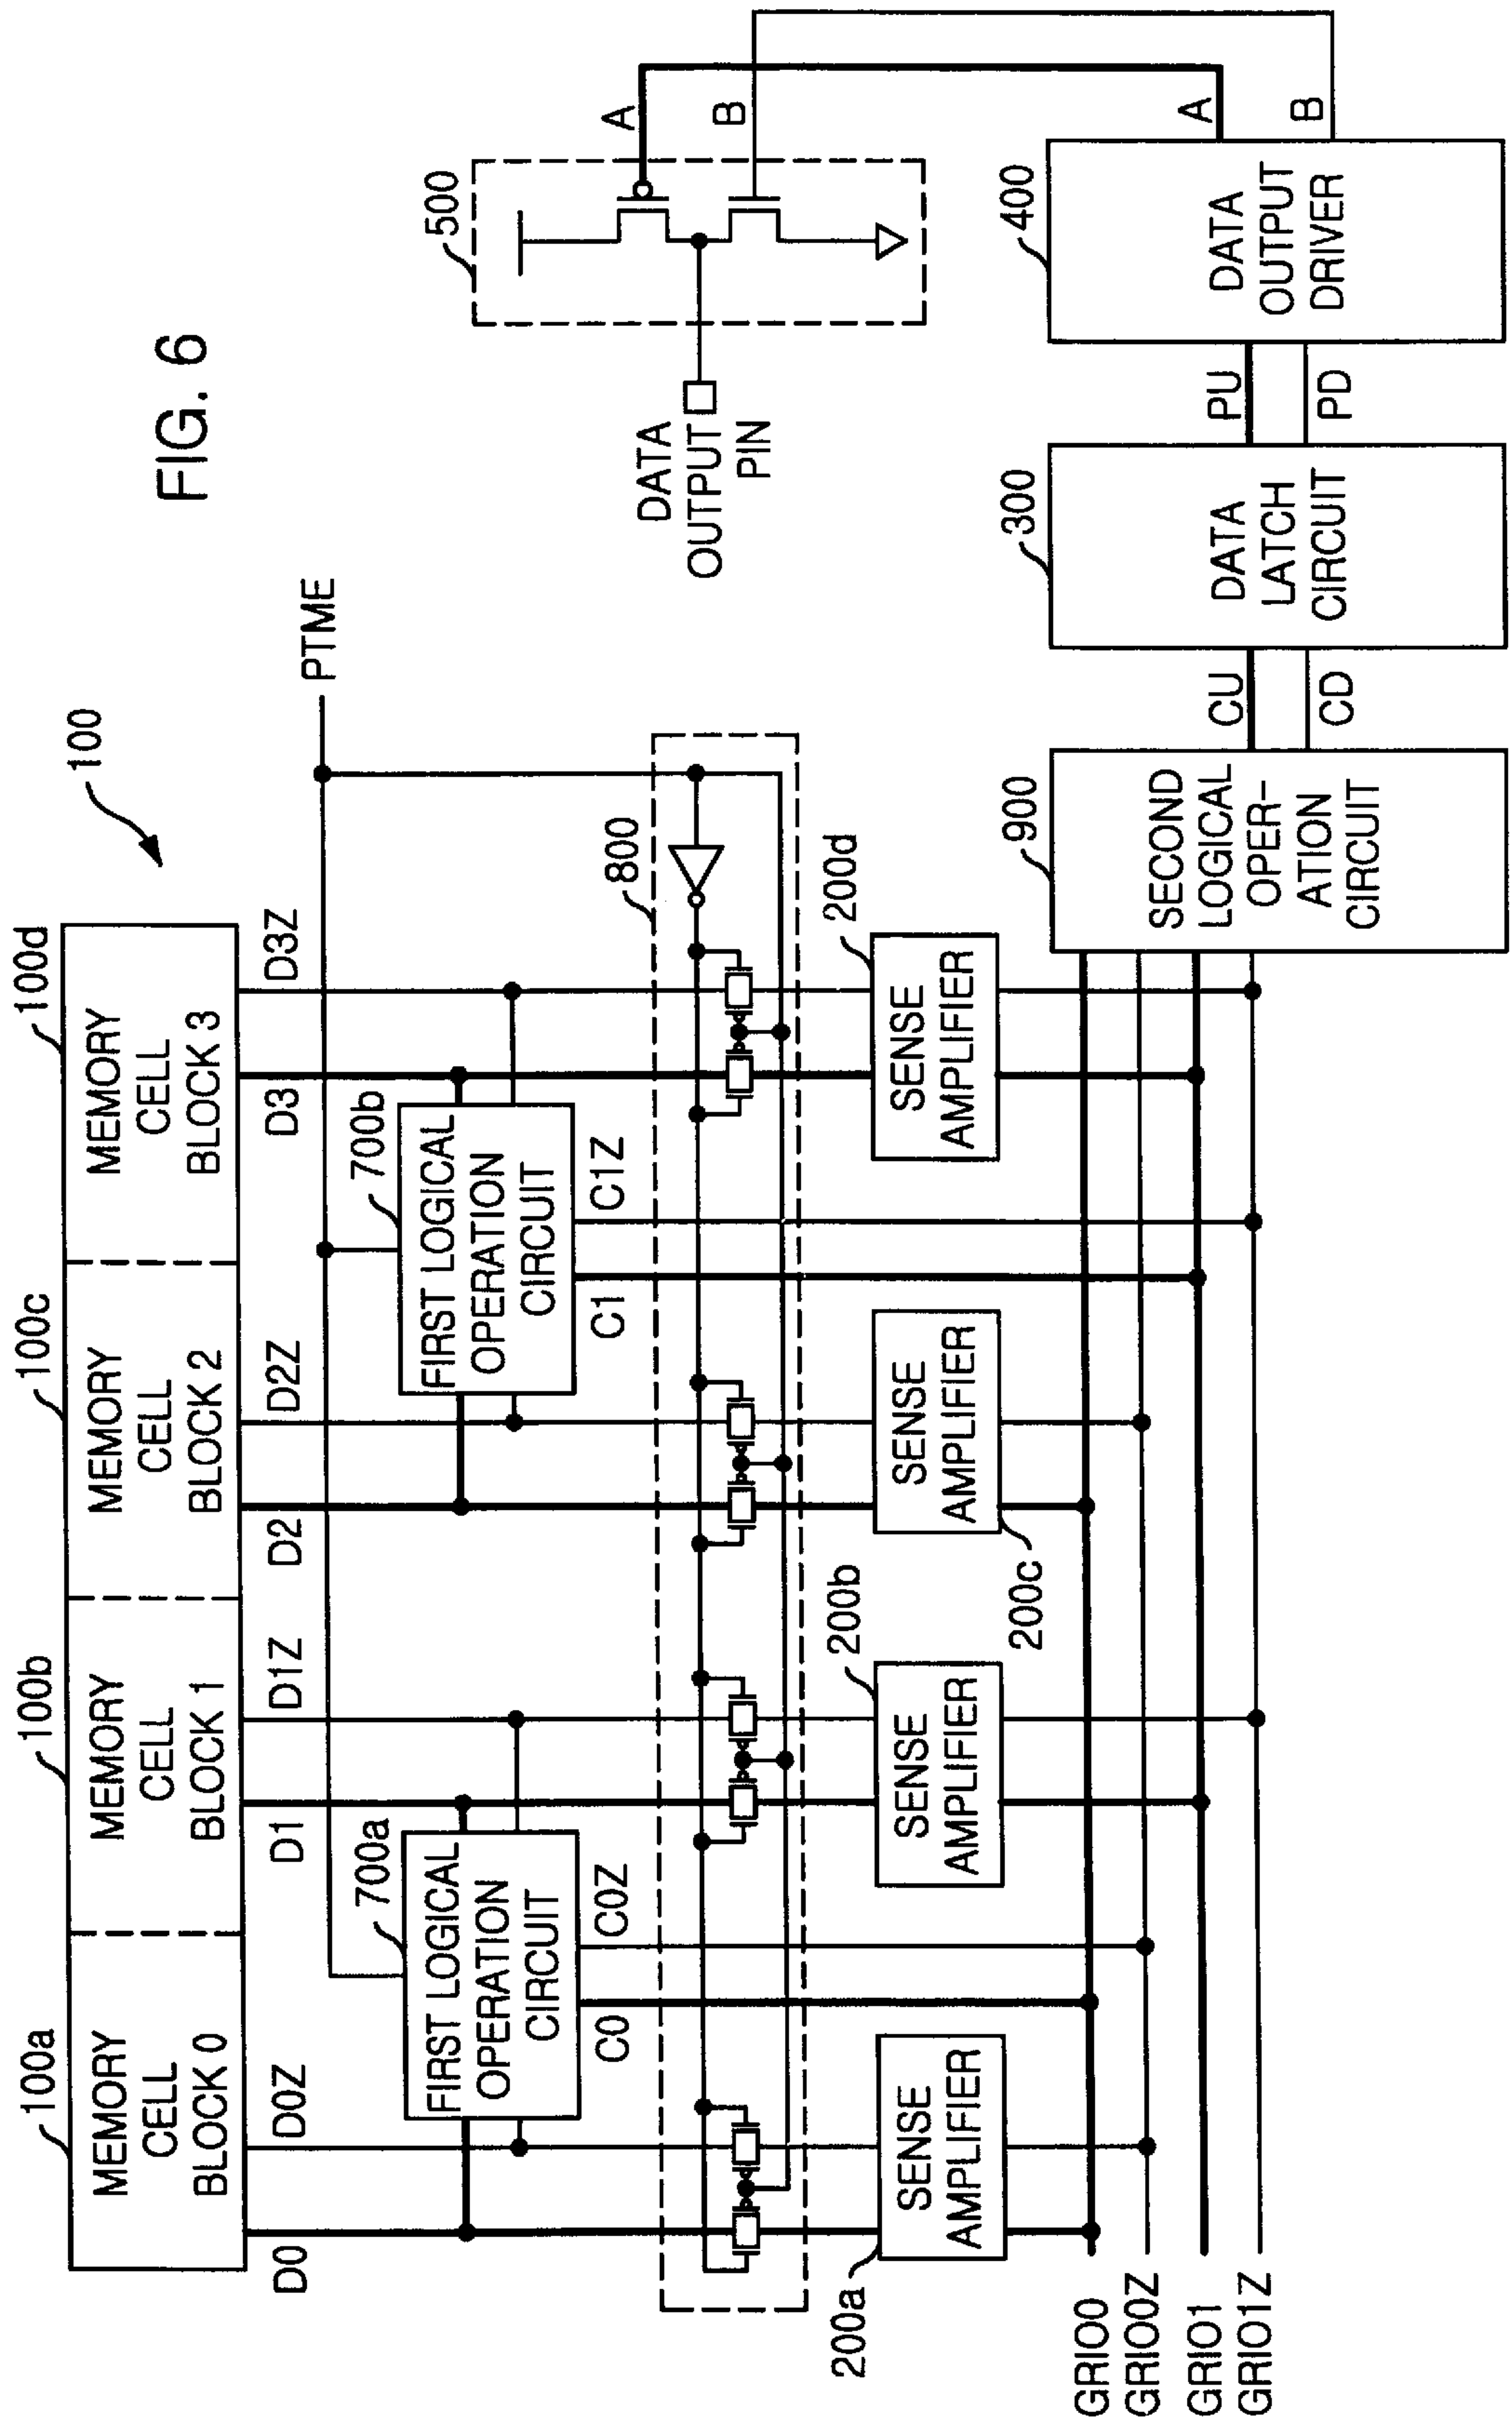 FIG. 6
100
100a
100b
100c
100d
MEMORY
CELL
BLOCK 0
MEMORY
CELL
BLOCK 1
MEMORY
CELL
BLOCK 2
MEMORY
CELL
BLOCK 3
D0
D0Z
D1
D1Z
D2
D2Z
D3
D3Z
PTME
700a
FIRST LOGICAL
OPERATION
CIRCUIT
700b
FIRST LOGICAL
OPERATION
CIRCUIT
C0
C0Z
C1
C1Z
800
200a
SENSE
AMPLIFIER
200b
SENSE
AMPLIFIER
200c
SENSE
AMPLIFIER
200d
SENSE
AMPLIFIER
GRIO0
GRIO0Z
GRIO1
GRIO1Z
900
SECOND
LOGICAL
OPER-
ATION
CIRCUIT
CU
CD
300
DATA
LATCH
CIRCUIT
PU
PD
400
DATA
OUTPUT
DRIVER
A
B
500
A
B
DATA
OUTPUT
PIN